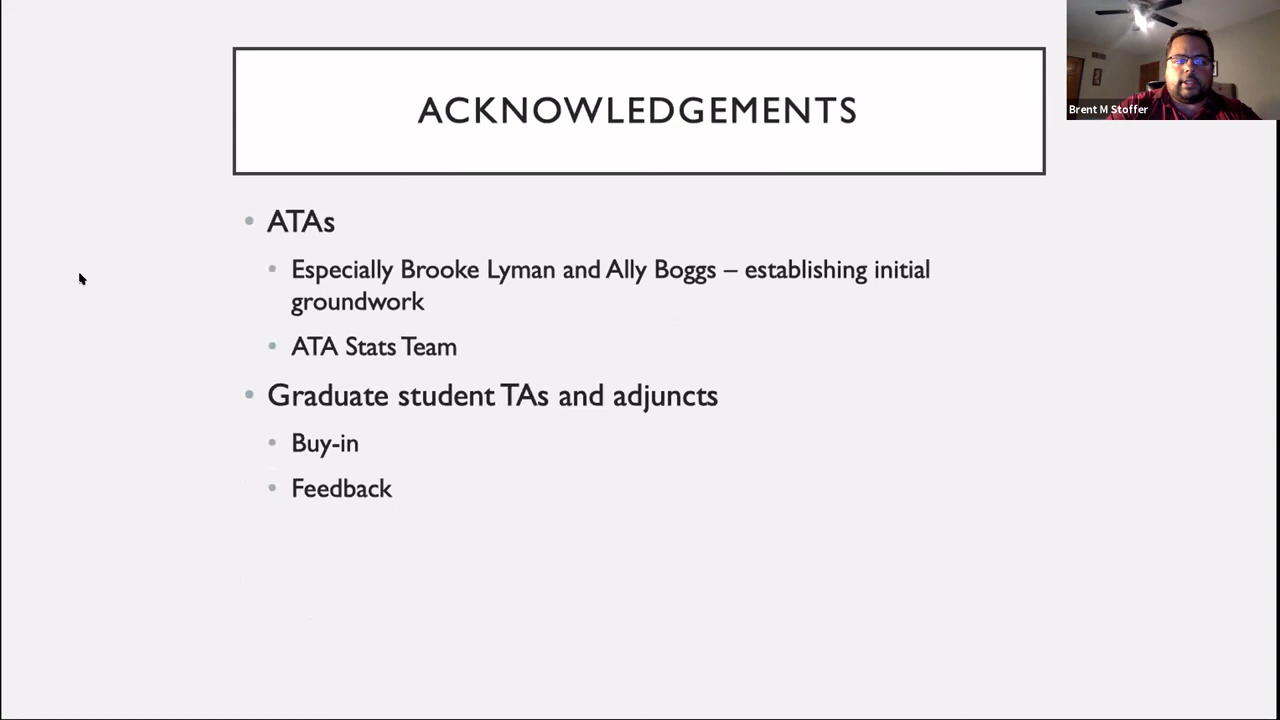 ACKNOWLEDGEMENTS
Brent M Stoffer
• ATAs
• Especially Brooke Lyman and Ally Boggs – establishing initial
groundwork
• ATA Stats Team
• Graduate student TAs and adjuncts
• Buy-in
• Feedback